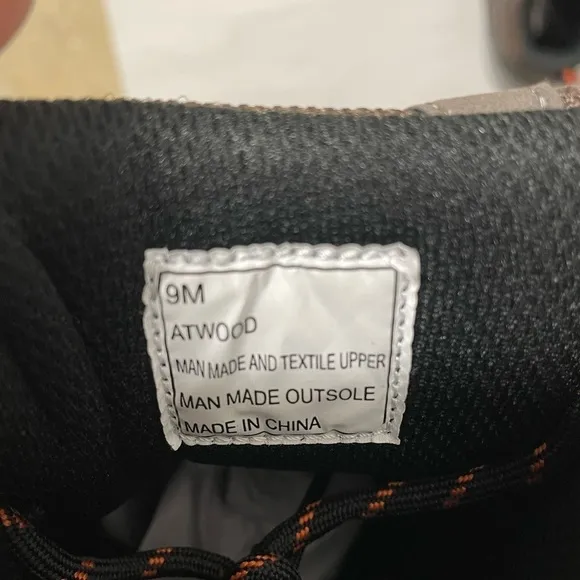 9M
ATWOOD
MAN MADE AND TEXTILE UPPER
MAN MADE OUTSOLE
MADE IN CHINA